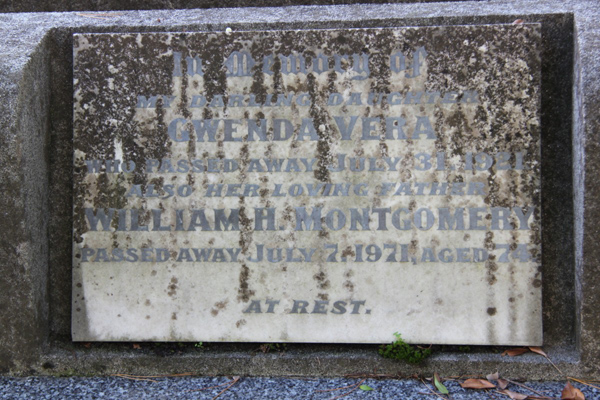 In Memory of
MY DARLING DAUGHTER
GWENDA VERA
WHO PASSED AWAY JULY 31, 1921
ALSO HER LOVING FATHER
WILLIAM H. MONTGOMERY
PASSED AWAY JULY 7, 1971, AGED 74
AT REST.